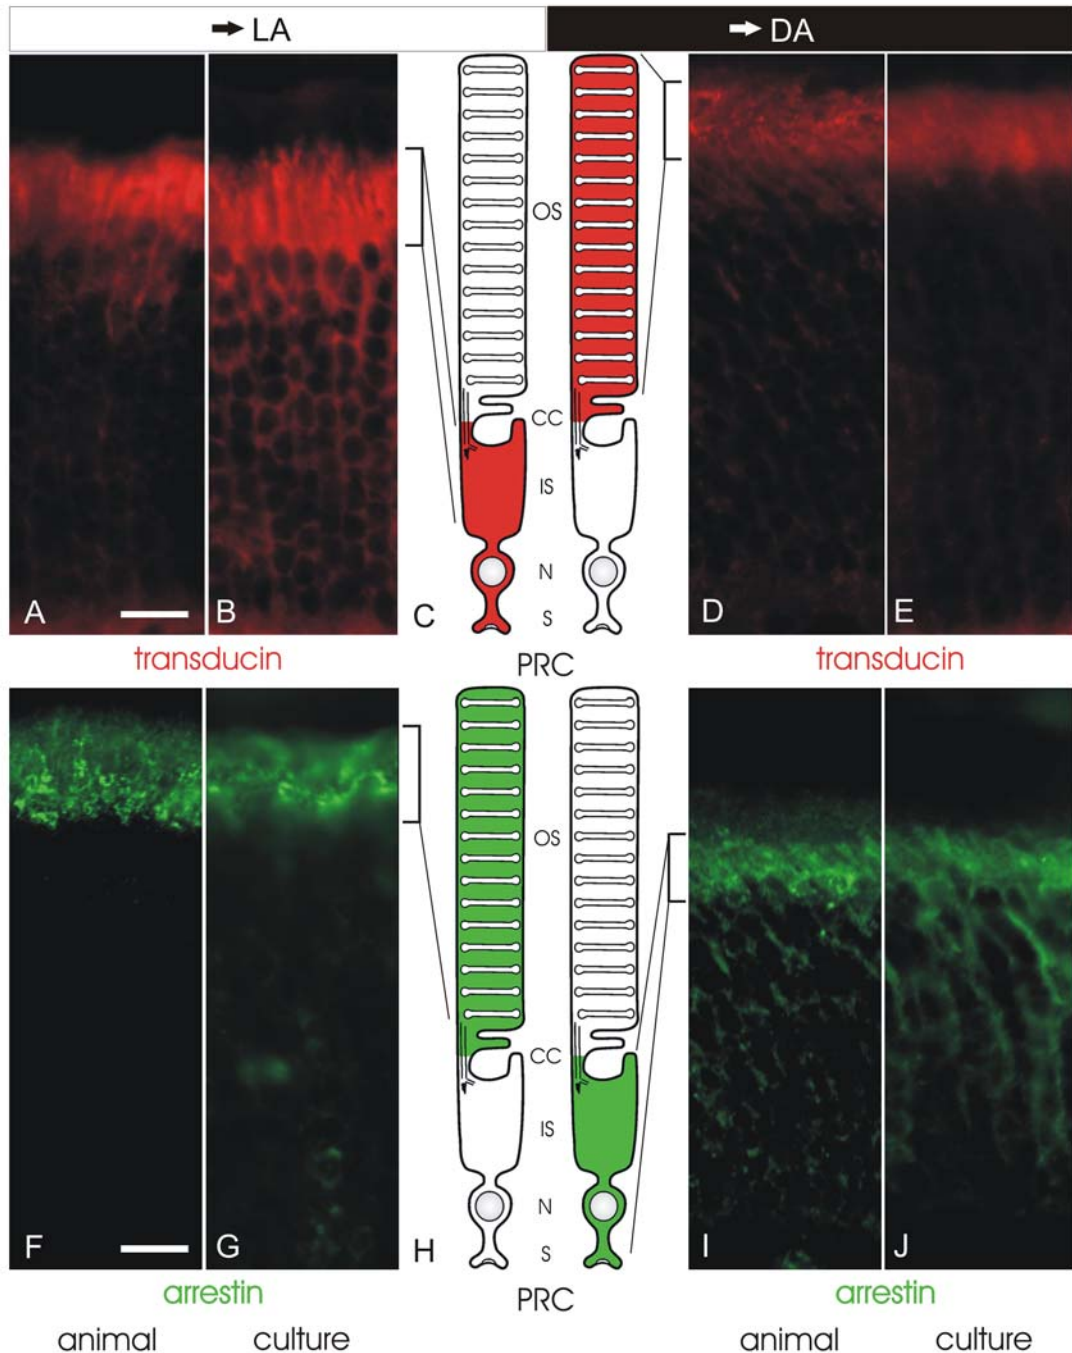 ➡ LA ➡ DA
OS
CC
IS
N
S
A B C D E
transducin PRC transducin
OS
CC
IS
N
S
F G H I J
arrestin PRC arrestin
animal culture animal culture